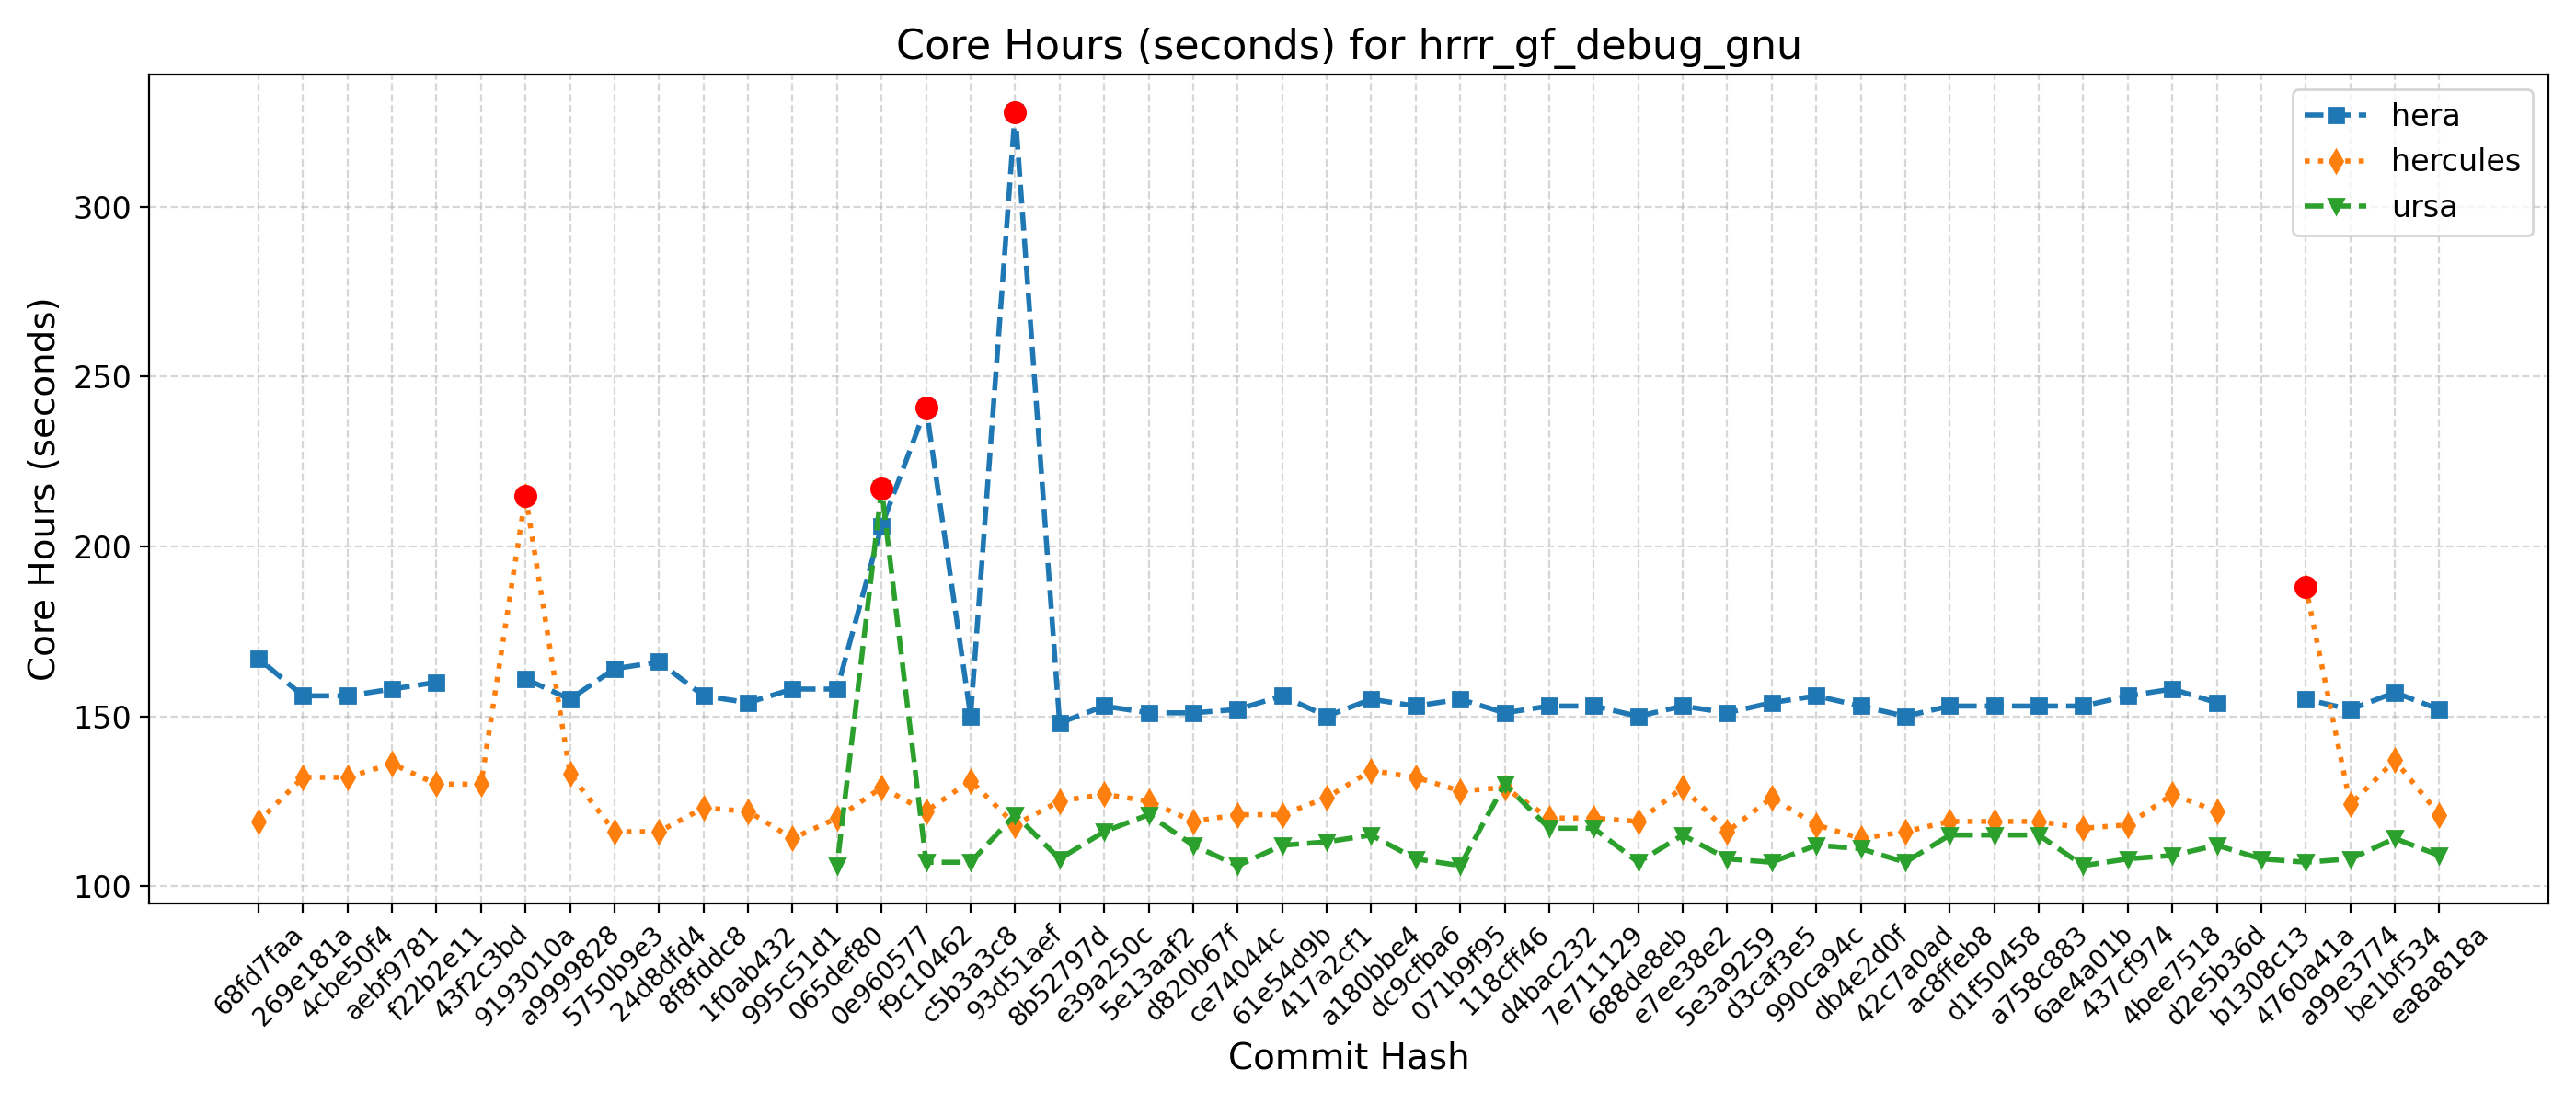 Core Hours (seconds) for hrrr_gf_debug_gnu
hera
hercules
ursa
Core Hours (seconds)
300
250
200
150
100
68fd7faa
269e181a
4cbe50f4
aebf9781
f22b2e11
43f2c3bd
9193010a
a9999828
5750b9e3
24d8dfd4
8f8fddc8
1f0ab432
995c51d1
065def80
0e960577
f9c10462
c5b3a3c8
93d51aef
8b52797d
e39a250c
5e13aaf2
d820b67f
ce74044c
61e54d9b
417a2cf1
a180bbe4
dc9cfba6
071b9f95
118cff46
d4bac232
7e711129
688de8eb
e7ee38e2
5e3a9259
d3caf3e5
990ca94c
db4e2d0f
42c7a0ad
ac8ffeb8
d1f50458
a758c883
6ae4a01b
437cf974
4bee7518
d2e5b36d
b1308c13
4760a41a
a99e3774
be1bf534
ea8a818a
Commit Hash